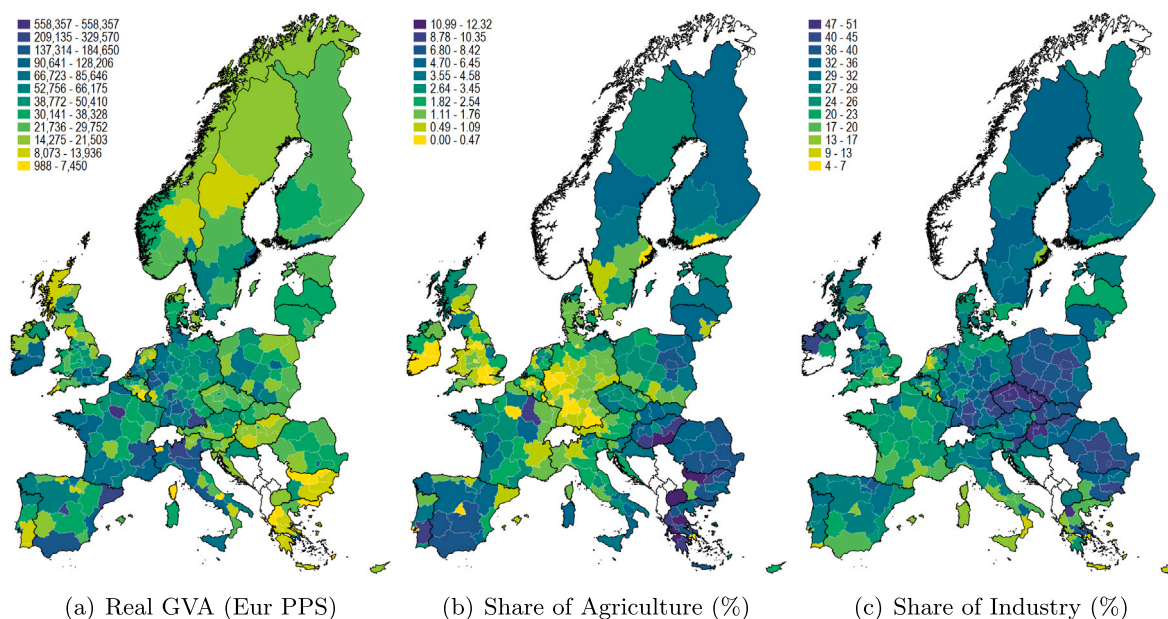 558,357 - 558,357
209,135 - 329,570
137,314 - 184,650
90,641 - 128,206
66,723 - 85,646
52,756 - 66,175
38,772 - 50,410
30,141 - 38,328
21,736 - 29,752
14,275 - 21,503
8,073 - 13,936
988 - 7,450
10.99 - 12.32
8.78 - 10.35
6.80 - 8.42
4.70 - 6.45
3.55 - 4.58
2.64 - 3.45
1.82 - 2.54
1.11 - 1.76
0.49 - 1.09
0.00 - 0.47
47 - 51
40 - 45
36 - 40
32 - 36
29 - 32
27 - 29
24 - 26
20 - 23
17 - 20
13 - 17
9 - 13
4 - 7
(a) Real GVA (Eur PPS)
(b) Share of Agriculture (%)
(c) Share of Industry (%)